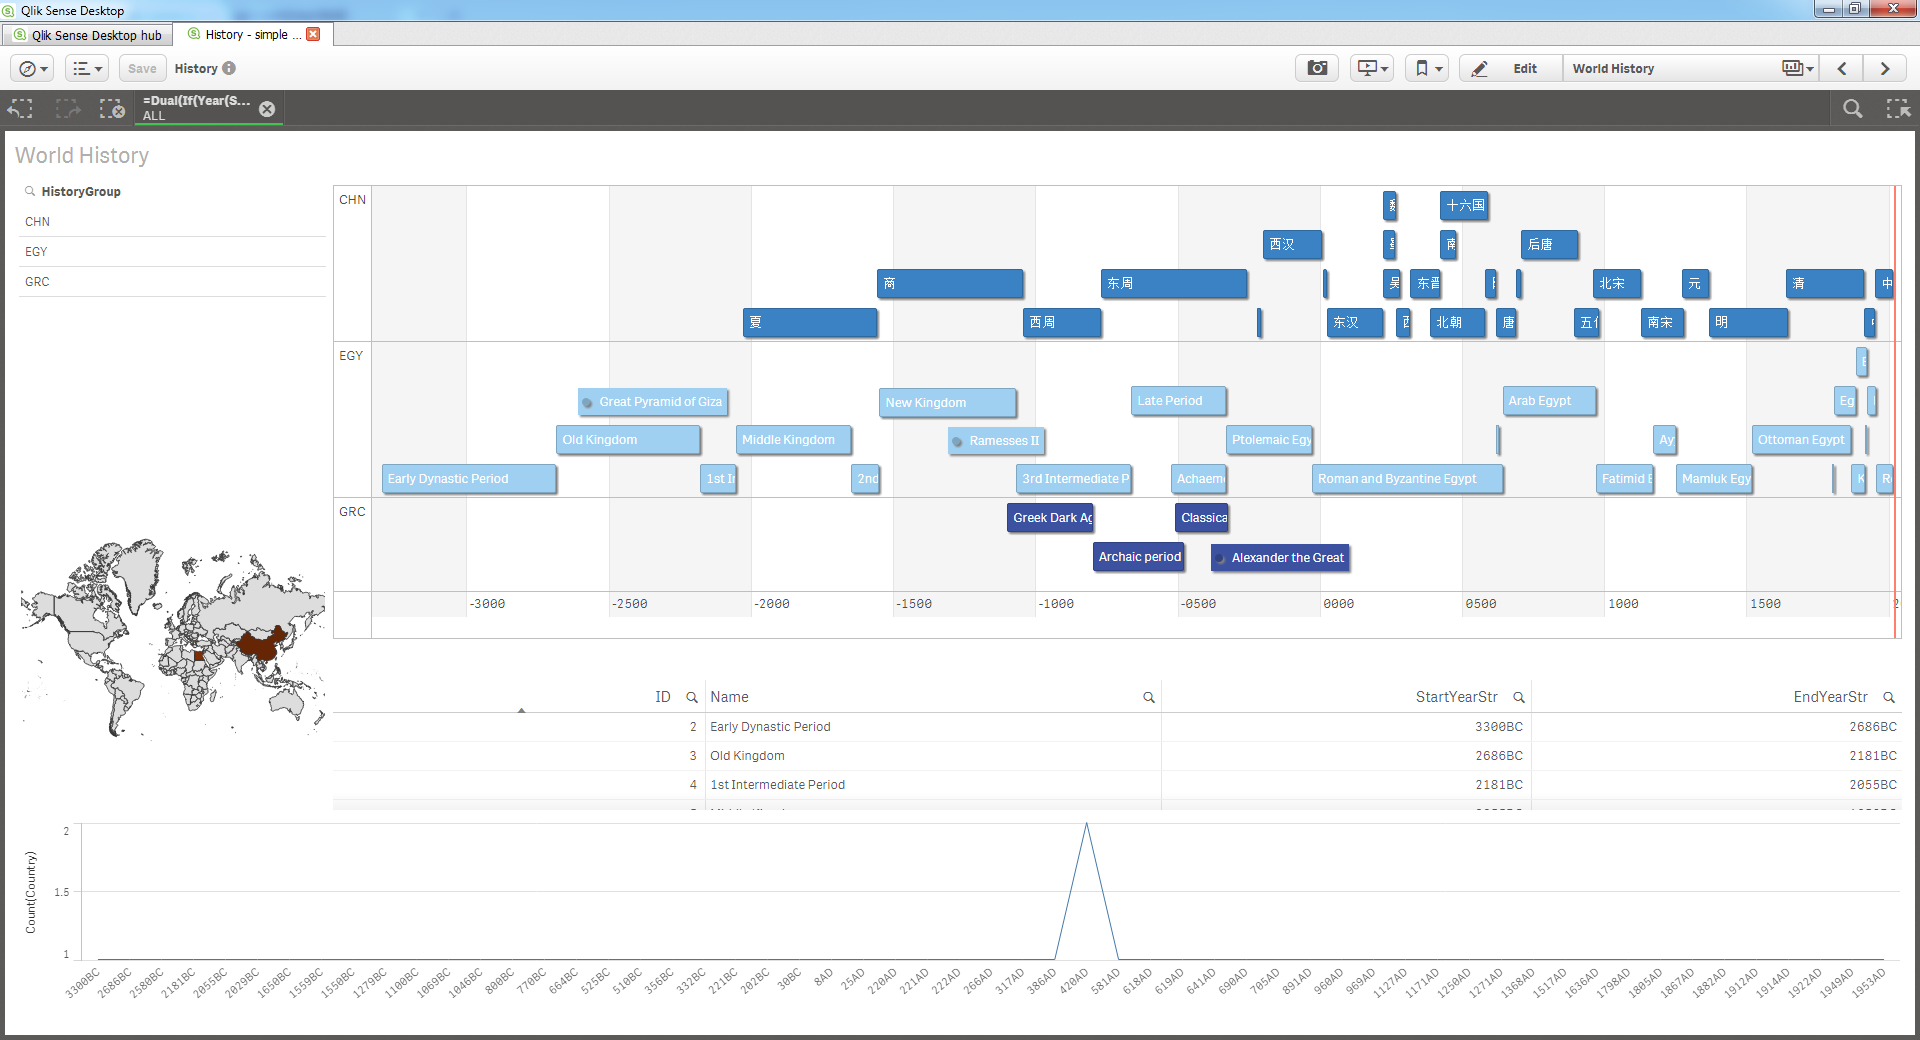 Qlik Sense Desktop
Qlik Sense Desktop hub
History - simple ...
Save
History
Edit
World History
=Dual(If(Year(S...
ALL
World History
HistoryGroup
CHN
EGY
GRC
CHN
十六国
西汉
后唐
商
东周
吴
东晋
北宋
元
清
中
夏
西周
东汉
北朝
唐
南宋
明
EGY
Great Pyramid of Giza
New Kingdom
Late Period
Arab Egypt
Eg
Old Kingdom
Middle Kingdom
Ramesses II
Ptolemaic Egy
Ay
Ottoman Egypt
Early Dynastic Period
1st I
2nd
3rd Intermediate P
Achaem
Roman and Byzantine Egypt
Fatimid E
Mamluk Egy
GRC
Greek Dark Ag
Classica
Archaic period
Alexander the Great
-3000 -2500 -2000 -1500 -1000 -0500 0000 0500 1000 1500
ID Name StartYearStr EndYearStr
2 Early Dynastic Period 3300BC 2686BC
3 Old Kingdom 2686BC 2181BC
4 1st Intermediate Period 2181BC 2055BC
Count(Country)
2
1.5
1
3300BC 2686BC 2580BC 2181BC 2055BC 2029BC 1650BC 1559BC 1550BC 1279BC 1100BC 1069BC 1046BC 800BC 770BC 664BC 525BC 510BC 356BC 332BC 221BC 202BC 30BC 8AD 25AD 220AD 221AD 222AD 266AD 317AD 386AD 420AD 581AD 618AD 619AD 641AD 690AD 705AD 891AD 960AD 969AD 1127AD 1171AD 1250AD 1271AD 1368AD 1517AD 1636AD 1798AD 1805AD 1867AD 1912AD 1914AD 1922AD 1949AD 1953AD